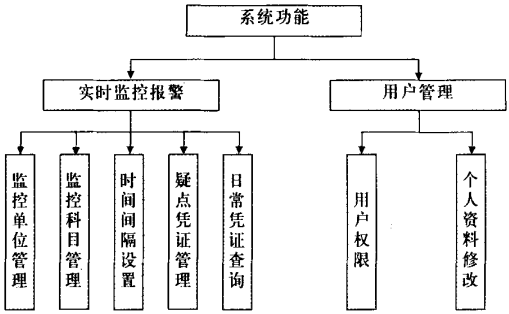 系统功能
实时监控报警
用户管理
监控单位管理
监控科目管理
时间间隔设置
疑点凭证管理
日常凭证查询
用户权限
个人资料修改